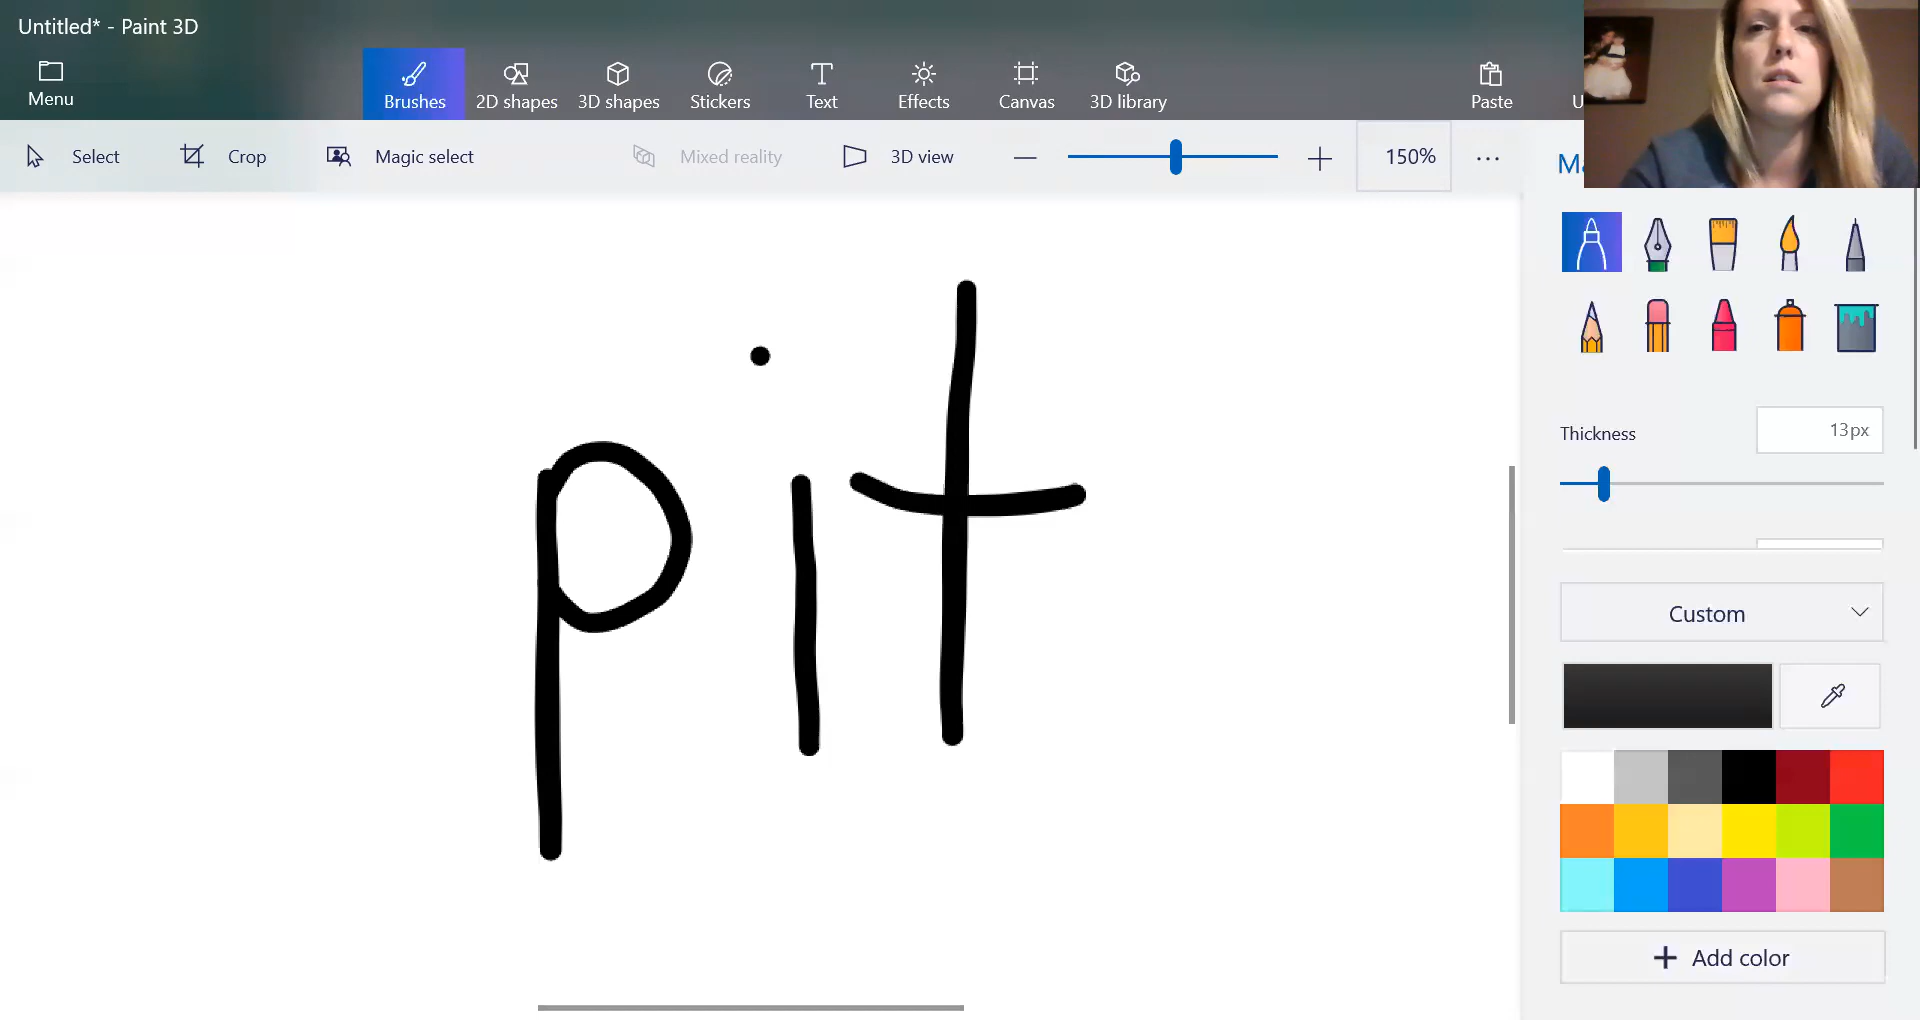 Untitled* - Paint 3D
Menu
Brushes
2D shapes
3D shapes
Stickers
Text
Effects
Canvas
3D library
Paste
Select
Crop
Magic select
Mixed reality
3D view
150%
Thickness
13px
pit
Custom
Add color